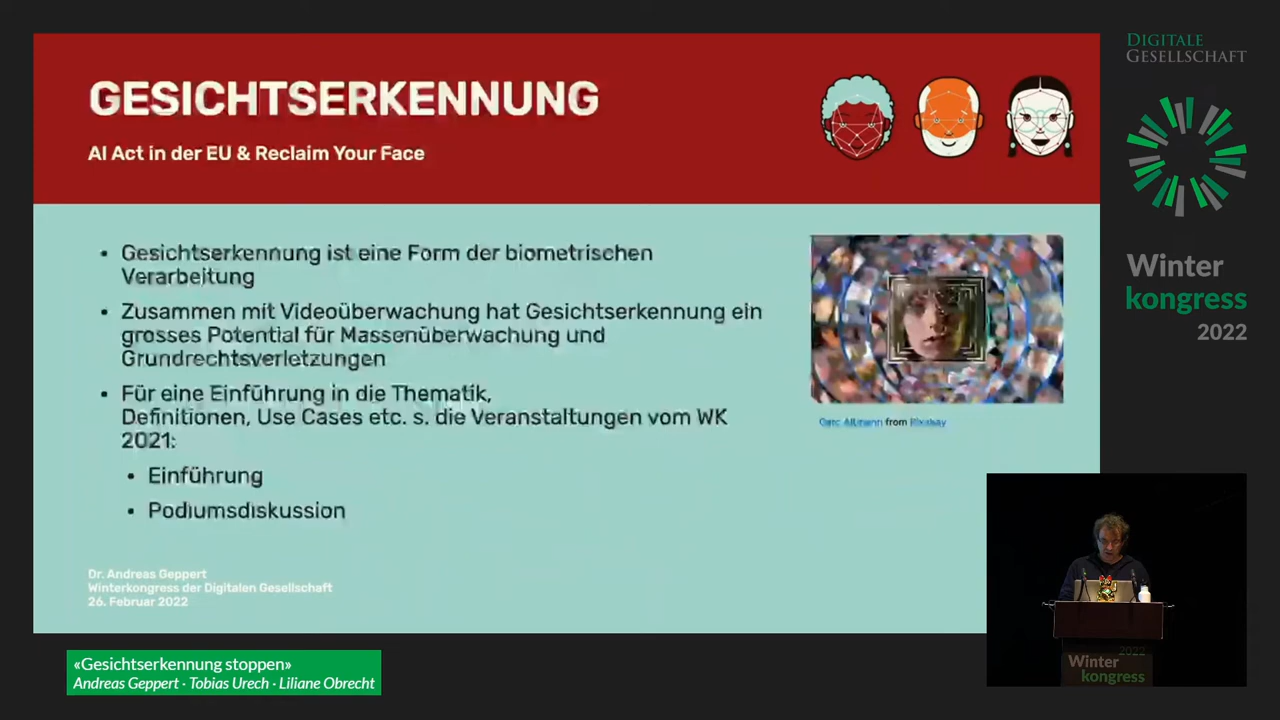 GESICHTSERKENNUNG
AI Act in der EU & Reclaim Your Face
• Gesichtserkennung ist eine Form der biometrischen
Verarbeitung
• Zusammen mit Videoüberwachung hat Gesichtserkennung ein
grosses Potential für Massenüberwachung und
Grundrechtsverletzungen
• Für eine Einführung in die Thematik,
Definitionen, Use Cases etc. s. die Veranstaltungen vom WK
2021:
• Einführung
• Podiumsdiskussion
from Pixabay
Dr. Andreas Geppert
Winterkongress der Digitalen Gesellschaft
26. Februar 2022
«Gesichtserkennung stoppen»
Andreas Geppert · Tobias Urech · Liliane Obrecht
DIGITALE
GESELLSCHAFT
Winter
kongress
2022
2022
Winter
kongress